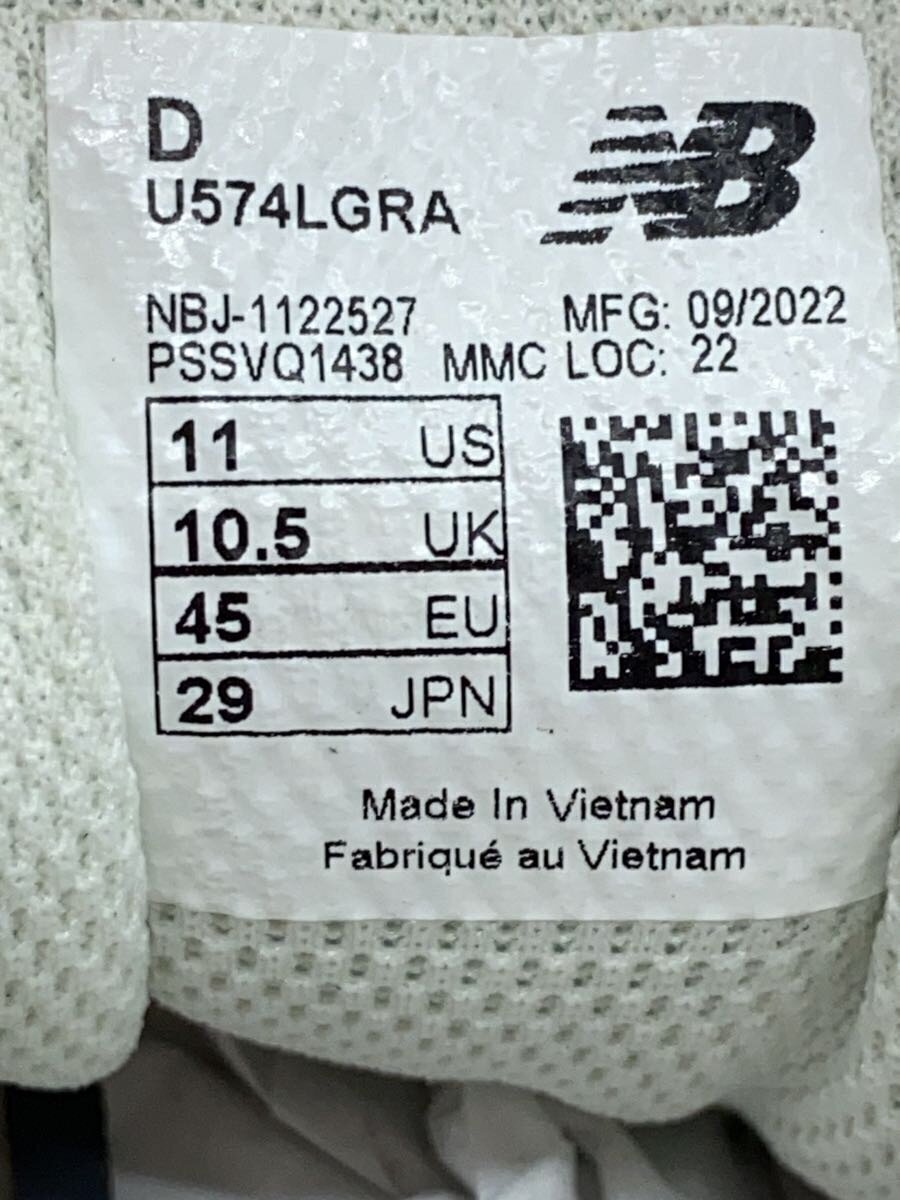 D
NB
U574LGRA
NBJ-1122527 MFG: 09/2022
PSSVQ1438 MMC LOC: 22
11 US
10.5 UK
45 EU
29 JPN
Made In Vietnam
Fabriqué au Vietnam